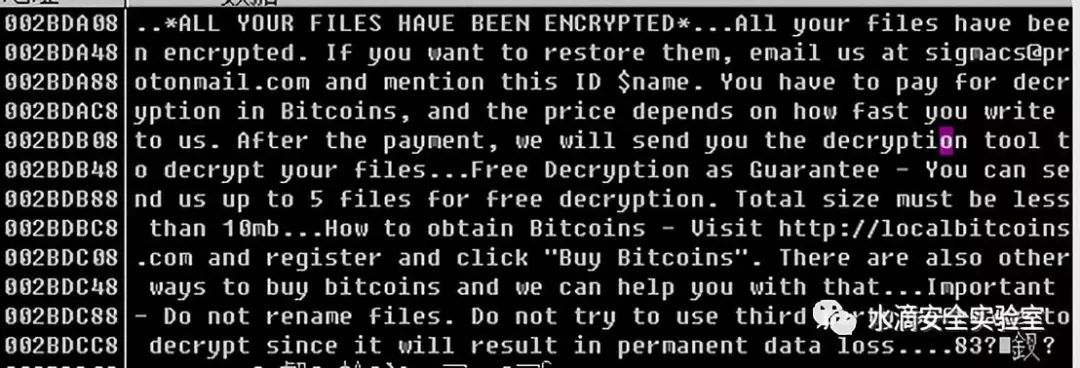 002BDA08 ..*ALL YOUR FILES HAVE BEEN ENCRYPTED*...All your files have bee
002BDA48 n encrypted. If you want to restore them, email us at sigmacs@pr
002BDA88 otonmail.com and mention this ID $name. You have to pay for decr
002BDAC8 yption in Bitcoins, and the price depends on how fast you write
002BDB08 to us. After the payment, we will send you the decryption tool t
002BDB48 o decrypt your files...Free Decryption as Guarantee - You can se
002BDB88 nd us up to 5 files for free decryption. Total size must be less
002BDBC8 than 10mb...How to obtain Bitcoins - Visit http://localbitcoins
002BDC08 .com and register and click "Buy Bitcoins". There are also other
002BDC48 ways to buy bitcoins and we can help you with that...Important
002BDC88 - Do not rename files. Do not try to use third to
水滴安全实验室
002BDCC8 decrypt since it will result in permanent data loss....83?